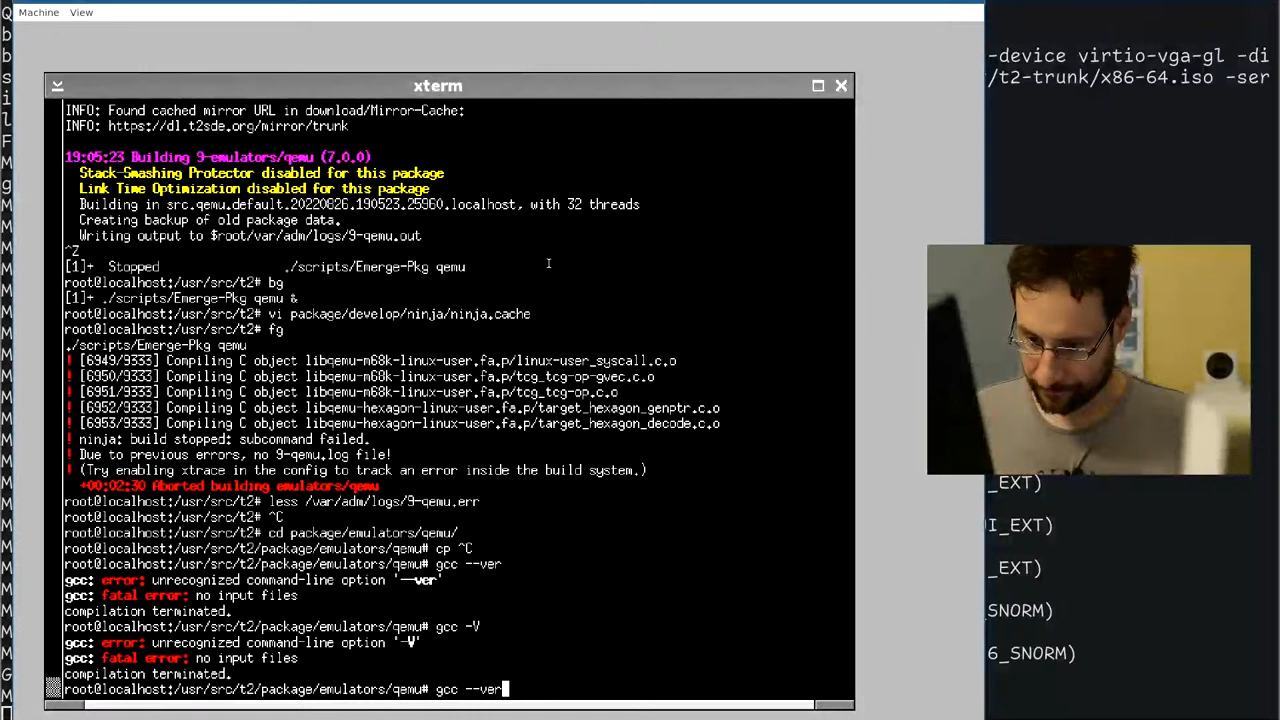 Machine View
-device virtio-vga-gl -di
/t2-trunk/x86-64.iso -ser
xterm
INFO: Found cached mirror URL in download/Mirror-Cache:
INFO: https://dl.t2sde.org/mirror/trunk
19:05:23 Building 9-emulators/qemu (7.0.0)
Stack-Smashing Protector disabled for this package
Link Time Optimization disabled for this package
Building in src.qemu.default.20220826.190523.25960.localhost, with 32 threads
Creating backup of old package data.
Writing output to $root/var/adm/logs/9-qemu.out
^Z
[1]+  Stopped                 ./scripts/Emerge-Pkg qemu
root@localhost:/usr/src/t2# bg
[1]+ ./scripts/Emerge-Pkg qemu &
root@localhost:/usr/src/t2# vi package/develop/ninja/ninja.cache
root@localhost:/usr/src/t2# fg
./scripts/Emerge-Pkg qemu
! [6949/9333] Compiling C object libqemu-m68k-linux-user.fa.p/linux-user_syscall.c.o
! [6950/9333] Compiling C object libqemu-m68k-linux-user.fa.p/tcg_tcg-op-gvec.c.o
! [6951/9333] Compiling C object libqemu-m68k-linux-user.fa.p/tcg_tcg-op.c.o
! [6952/9333] Compiling C object libqemu-hexagon-linux-user.fa.p/target_hexagon_genptr.c.o
! [6953/9333] Compiling C object libqemu-hexagon-linux-user.fa.p/target_hexagon_decode.c.o
! ninja: build stopped: subcommand failed.
! Due to previous errors, no 9-qemu.log file!
! (Try enabling xtrace in the config to track an error inside the build system.)
+00:02:30 Aborted building emulators/qemu
root@localhost:/usr/src/t2# less /var/adm/logs/9-qemu.err
root@localhost:/usr/src/t2# ^C
root@localhost:/usr/src/t2# cd package/emulators/qemu/
root@localhost:/usr/src/t2/package/emulators/qemu# cp ^C
root@localhost:/usr/src/t2/package/emulators/qemu# gcc --ver
gcc: error: unrecognized command-line option '--ver'
gcc: fatal error: no input files
compilation terminated.
root@localhost:/usr/src/t2/package/emulators/qemu# gcc -V
gcc: error: unrecognized command-line option '-V'
gcc: fatal error: no input files
compilation terminated.
root@localhost:/usr/src/t2/package/emulators/qemu# gcc --ver
_EXT)
I_EXT)
_EXT)
SNORM)
6_SNORM)